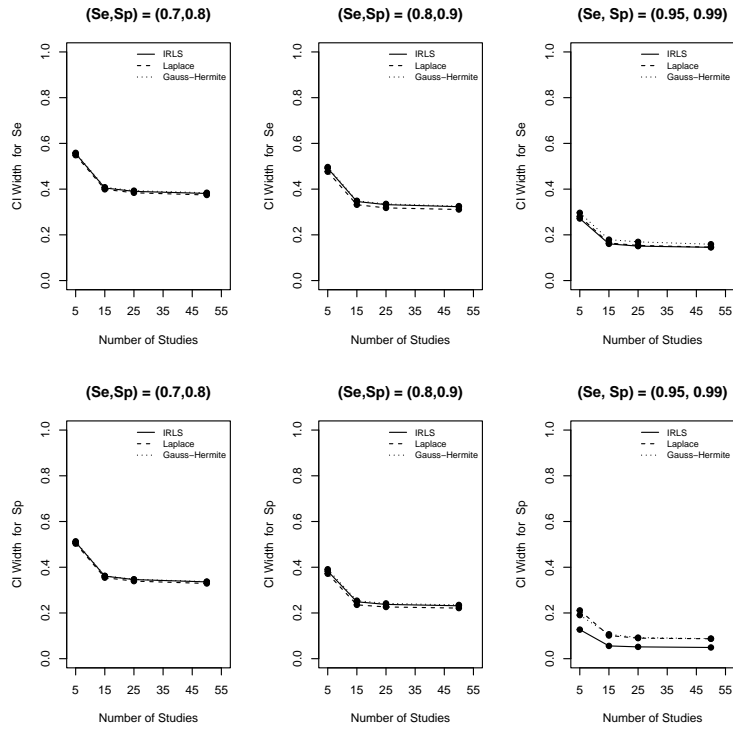 (Se,Sp) = (0.7,0.8)
CI Width for Se
1.0
0.8
0.6
0.4
0.2
0.0
IRLS
Laplace
Gauss−Hermite
5 15 25 35 45 55
Number of Studies
(Se,Sp) = (0.8,0.9)
CI Width for Se
1.0
0.8
0.6
0.4
0.2
0.0
IRLS
Laplace
Gauss−Hermite
5 15 25 35 45 55
Number of Studies
(Se, Sp) = (0.95, 0.99)
CI Width for Se
1.0
0.8
0.6
0.4
0.2
0.0
IRLS
Laplace
Gauss−Hermite
5 15 25 35 45 55
Number of Studies
(Se,Sp) = (0.7,0.8)
CI Width for Sp
1.0
0.8
0.6
0.4
0.2
0.0
IRLS
Laplace
Gauss−Hermite
5 15 25 35 45 55
Number of Studies
(Se,Sp) = (0.8,0.9)
CI Width for Sp
1.0
0.8
0.6
0.4
0.2
0.0
IRLS
Laplace
Gauss−Hermite
5 15 25 35 45 55
Number of Studies
(Se, Sp) = (0.95, 0.99)
CI Width for Sp
1.0
0.8
0.6
0.4
0.2
0.0
IRLS
Laplace
Gauss−Hermite
5 15 25 35 45 55
Number of Studies